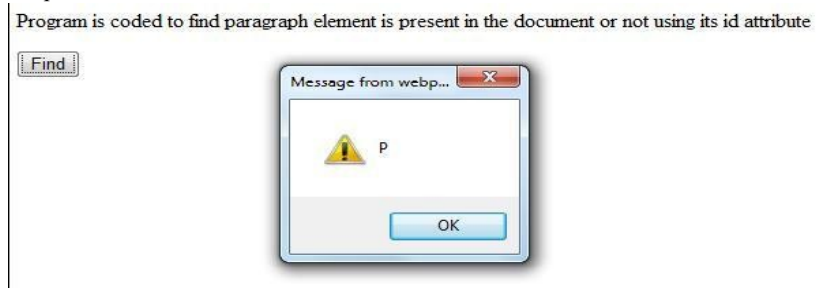 Program is coded to find paragraph element is present in the document or not using its id attribute
Find
Message from webp...
P
OK